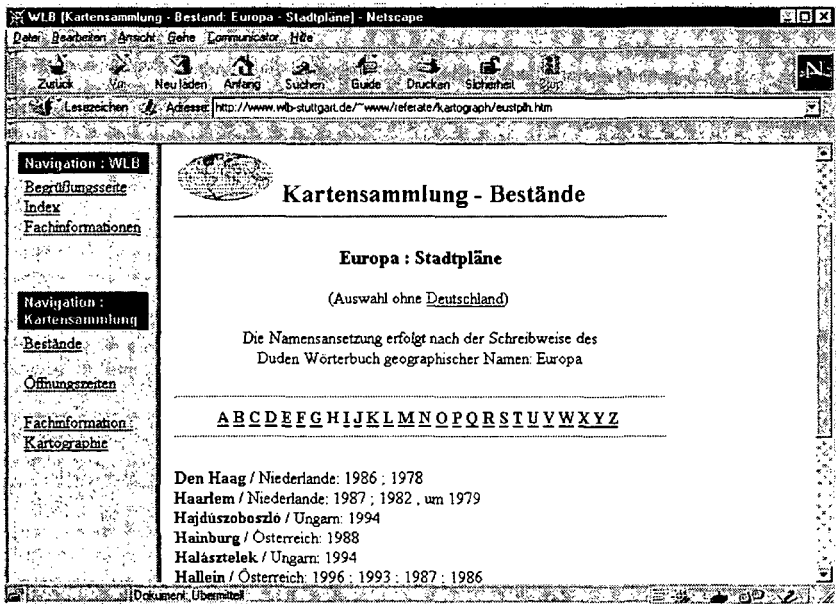 WLB [Kartensammlung - Bestand: Europa - Stadtpläne] - Netscape
Datei Bearbeiten Ansicht Gehe Communicator Hilfe
Zurück Vor Neu laden Anfang Suchen Guide Drucken Sicherheit Stop
Lesezeichen Adresse: http://www.wlb-stuttgart.de/~www/referate/kartograph/eustplh.htm
Navigation : WLB
Begrüßungsseite
Index
Fachinformationen
Navigation :
Kartensammlung
Bestände
Öffnungszeiten
Fachinformation :
Kartographie
Kartensammlung - Bestände
Europa : Stadtpläne
(Auswahl ohne Deutschland)
Die Namensansetzung erfolgt nach der Schreibweise des
Duden Wörterbuch geographischer Namen: Europa
A B C D E F G H I J K L M N O P Q R S T U V W X Y Z
Den Haag / Niederlande: 1986 ; 1978
Haarlem / Niederlande: 1987 ; 1982 , um 1979
Hajdúszoboszló / Ungarn: 1994
Hainburg / Österreich: 1988
Halásztelek / Ungarn: 1994
Hallein / Österreich: 1996 ; 1993 ; 1987 ; 1986
Dokument: Übermittelt